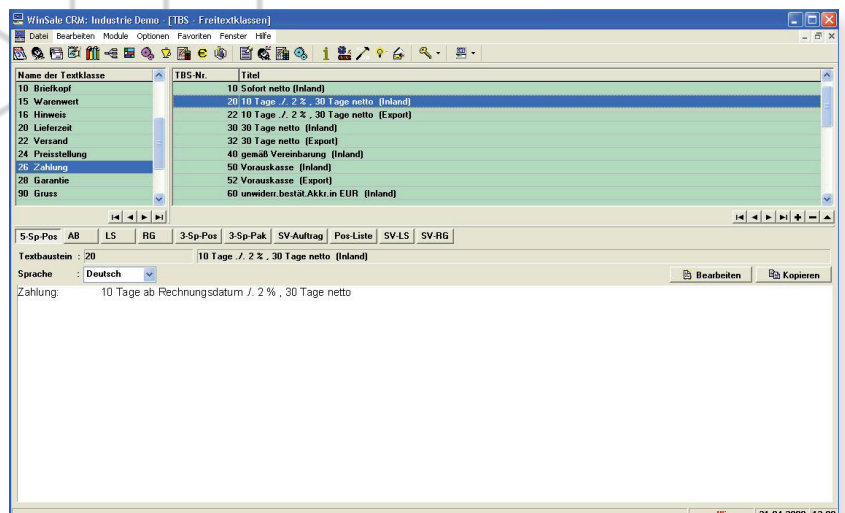 WinSale CRM: Industrie Demo - [TBS - Freitextklassen]
Datei Bearbeiten Module Optionen Favoriten Fenster Hilfe
Name der Textklasse
10 Briefkopf
15 Warenwert
16 Hinweis
20 Lieferzeit
22 Versand
24 Preisstellung
26 Zahlung
28 Garantie
90 Gruss
TBS-Nr. Titel
10 Sofort netto (Inland)
20 10 Tage ./. 2 % , 30 Tage netto (Inland)
22 10 Tage ./. 2 % , 30 Tage netto (Export)
30 30 Tage netto (Inland)
32 30 Tage netto (Export)
40 gemäß Vereinbarung (Inland)
50 Vorauskasse (Inland)
52 Vorauskasse (Export)
60 unwiderr.bestät.Akkr.in EUR (Inland)
5-Sp-Pos AB LS RG 3-Sp-Pos 3-Sp-Pak SV-Auftrag Pos-Liste SV-LS SV-RG
Textbaustein : 20 10 Tage ./. 2 % , 30 Tage netto (Inland)
Sprache : Deutsch Bearbeiten Kopieren
Zahlung: 10 Tage ab Rechnungsdatum ./. 2 % , 30 Tage netto